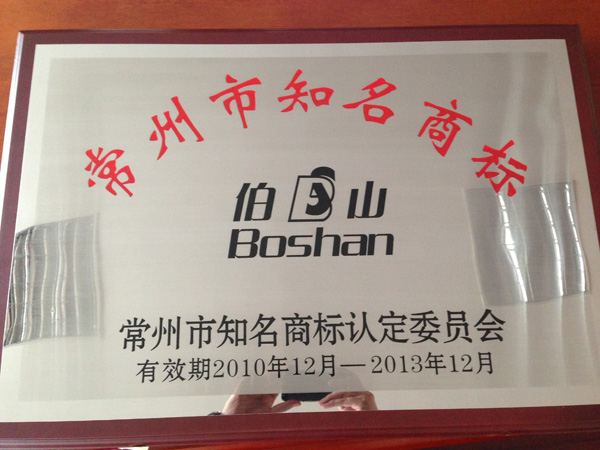 常州市知名商标
伯BS山
Boshan
常州市知名商标认定委员会
有效期2010年12月—2013年12月